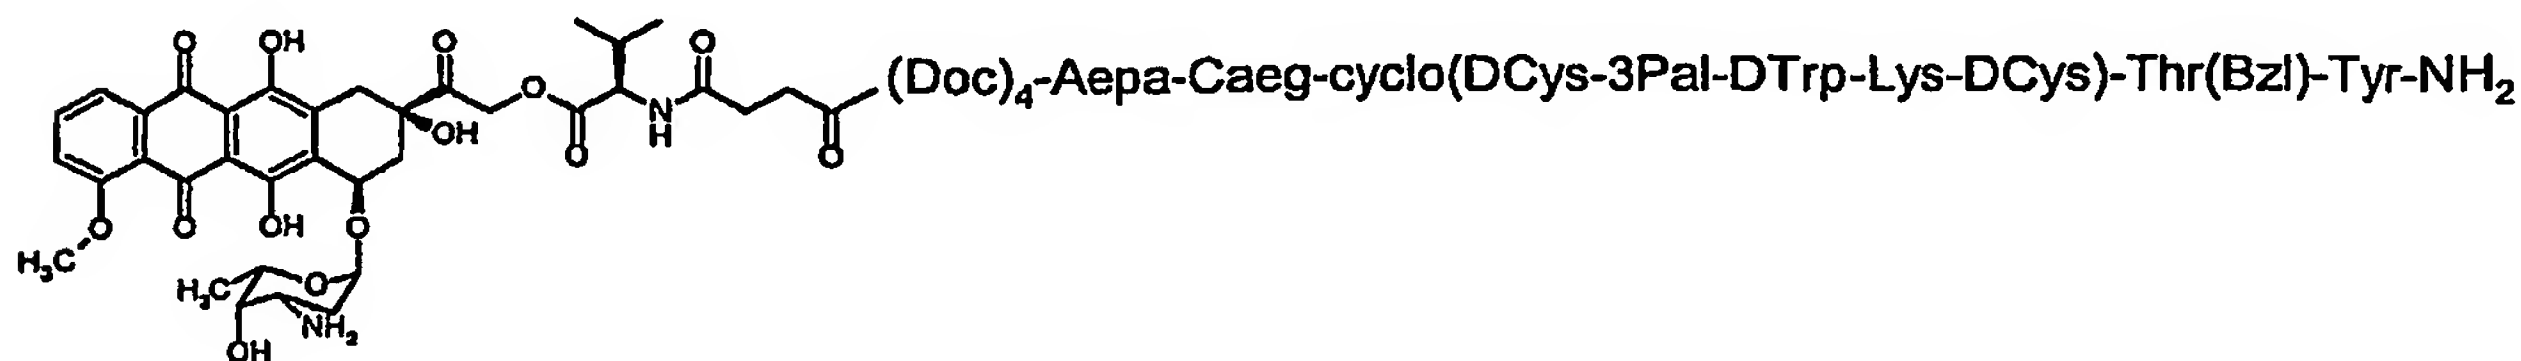 O OH O O
O O
(Doc)₄-Aepa-Caeg-cyclo(DCys-3Pal-DTrp-Lys-DCys)-Thr(Bzl)-Tyr-NH₂
OH O N H O
O O OH O
H₃C
H₃C O
NH₂
OH